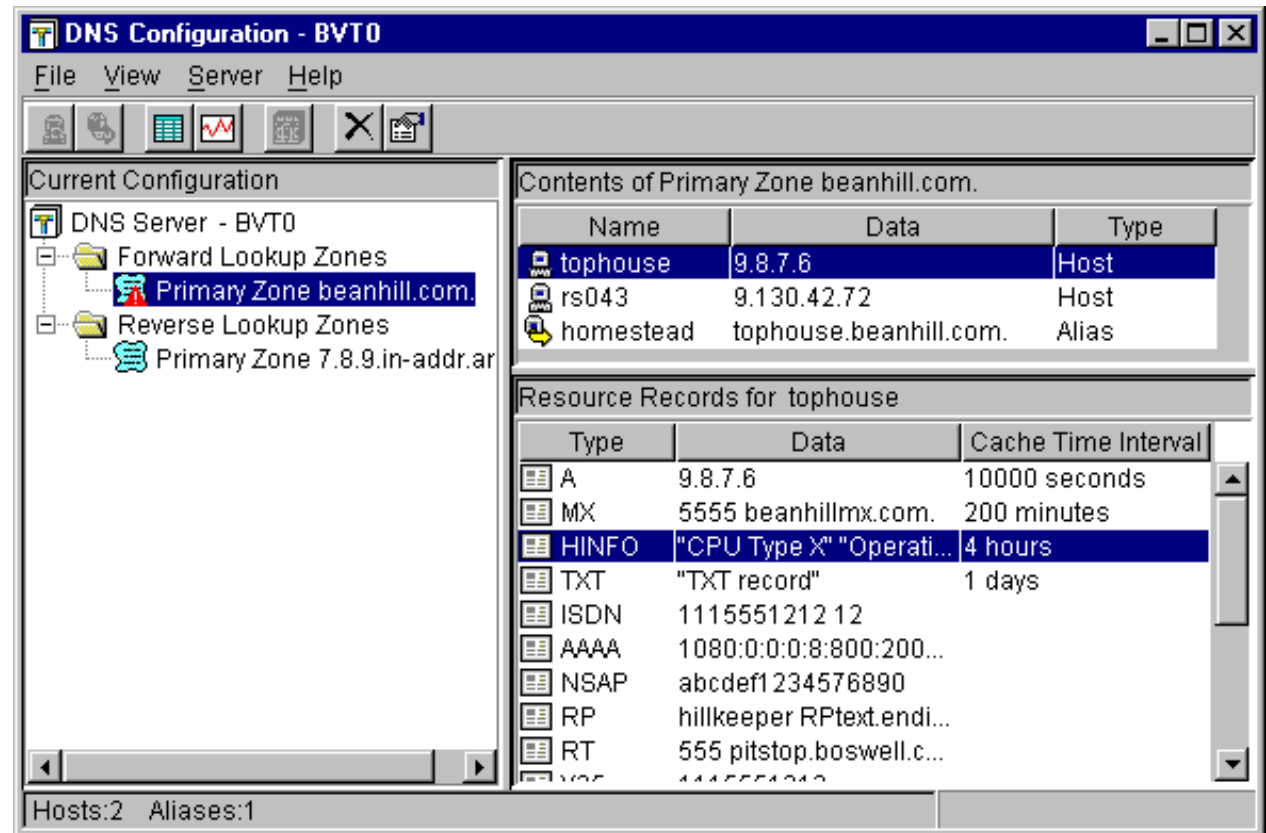 DNS Configuration - BVT0
File View Server Help
Current Configuration
DNS Server - BVT0
Forward Lookup Zones
Primary Zone beanhill.com.
Reverse Lookup Zones
Primary Zone 7.8.9.in-addr.ar
Contents of Primary Zone beanhill.com.
Name Data Type
tophouse 9.8.7.6 Host
rs043 9.130.42.72 Host
homestead tophouse.beanhill.com. Alias
Resource Records for tophouse
Type Data Cache Time Interval
A 9.8.7.6 10000 seconds
MX 5555 beanhillmx.com. 200 minutes
HINFO "CPU Type X" "Operati... 4 hours
TXT "TXT record" 1 days
ISDN 1115551212 12
AAAA 1080:0:0:0:8:800:200...
NSAP abcdef1234576890
RP hillkeeper RPtext.endi...
RT 555 pitstop.boswell.c...
Hosts:2 Aliases:1